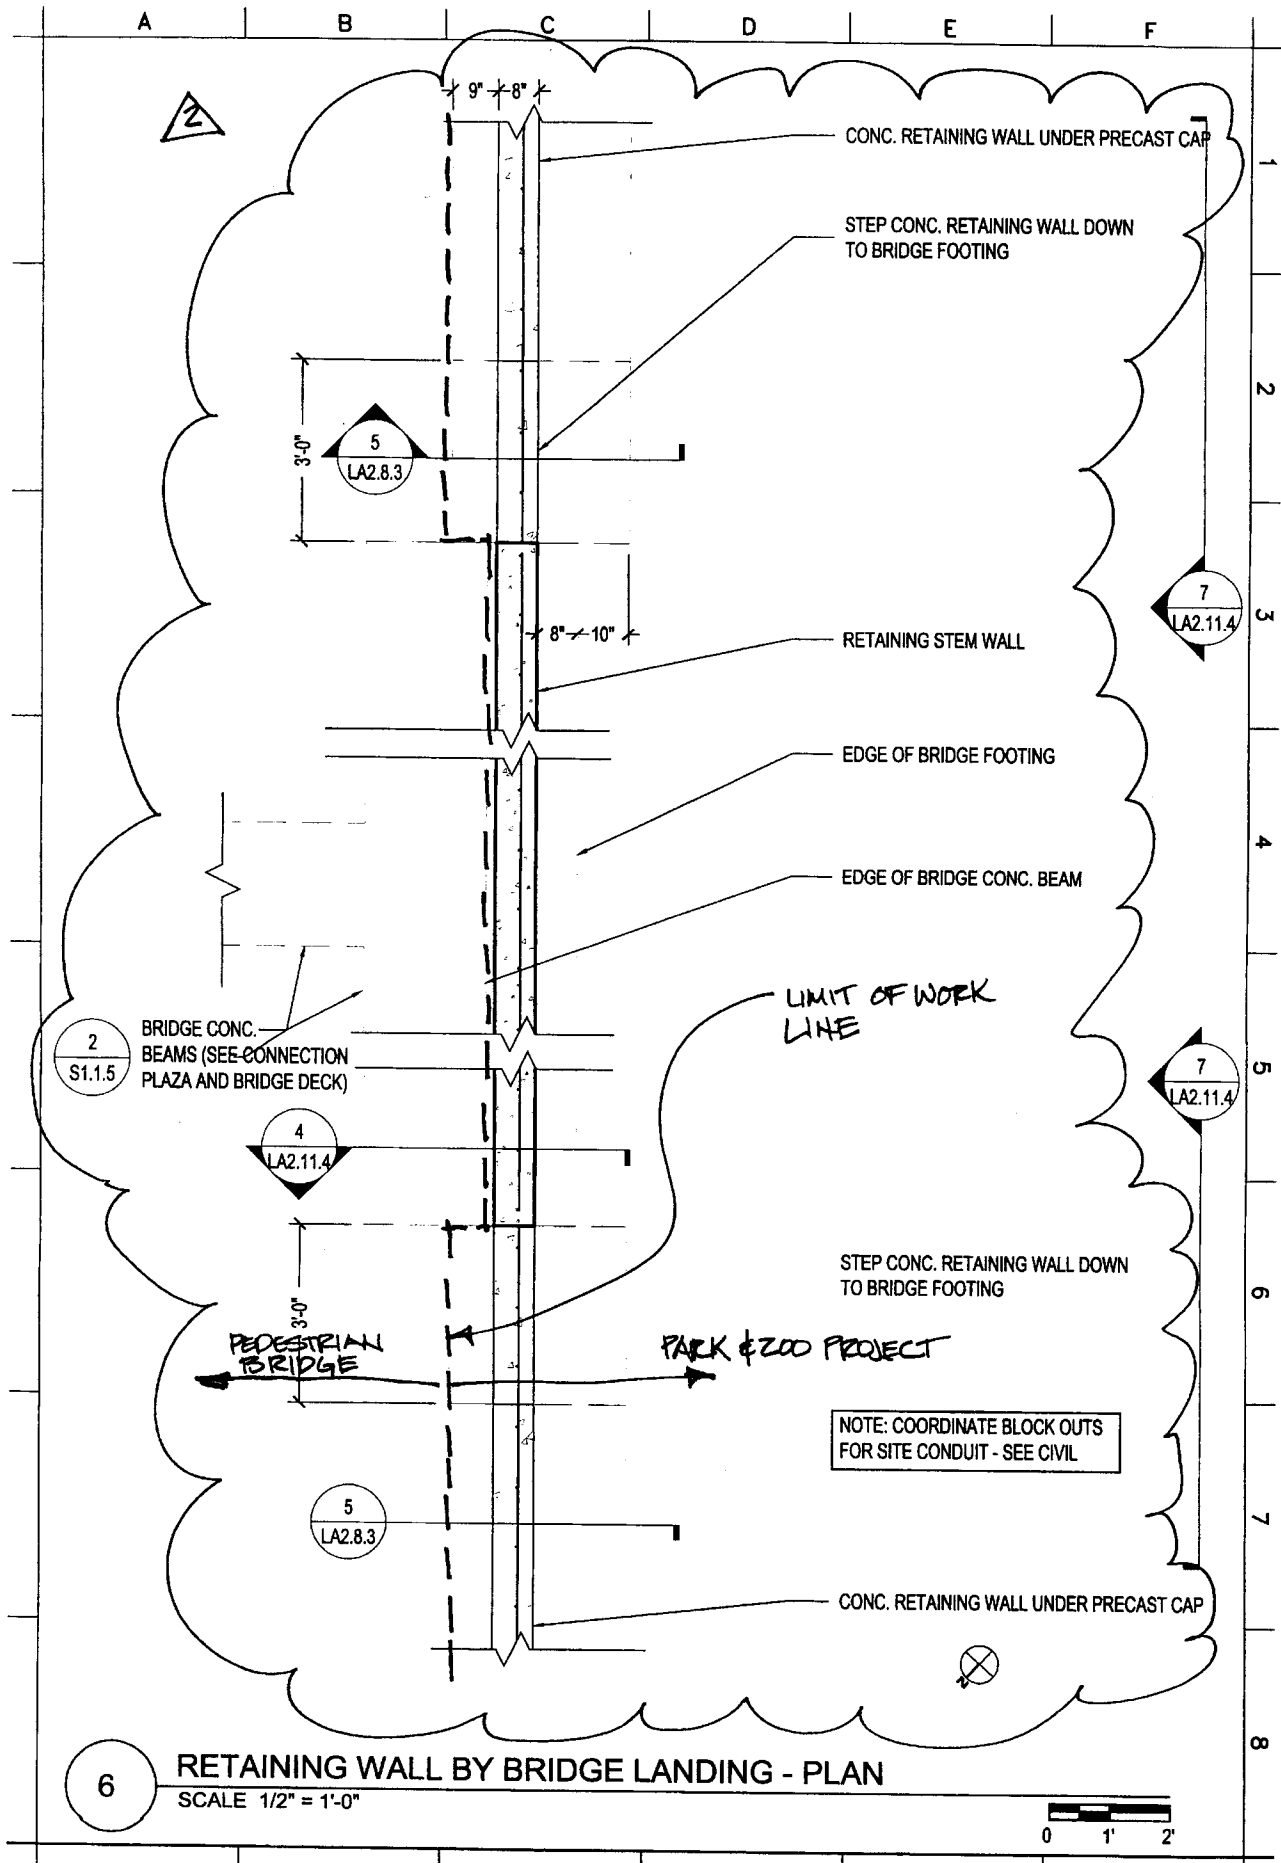 A B C D E F
2
9" 8"
CONC. RETAINING WALL UNDER PRECAST CAP
1
STEP CONC. RETAINING WALL DOWN
TO BRIDGE FOOTING
2
3'-0"
5
LA2.8.3
7
LA2.11.4
3
8" 10"
RETAINING STEM WALL
EDGE OF BRIDGE FOOTING
4
EDGE OF BRIDGE CONC. BEAM
LIMIT OF WORK
LINE
2
S1.1.5
BRIDGE CONC.
BEAMS (SEE CONNECTION
PLAZA AND BRIDGE DECK)
7
LA2.11.4
5
4
LA2.11.4
STEP CONC. RETAINING WALL DOWN
TO BRIDGE FOOTING
6
3'-0"
PEDESTRIAN
BRIDGE
PARK & ZOO PROJECT
NOTE: COORDINATE BLOCK OUTS
FOR SITE CONDUIT - SEE CIVIL
5
LA2.8.3
7
CONC. RETAINING WALL UNDER PRECAST CAP
N
8
6
RETAINING WALL BY BRIDGE LANDING - PLAN
SCALE 1/2" = 1'-0"
0 1' 2'